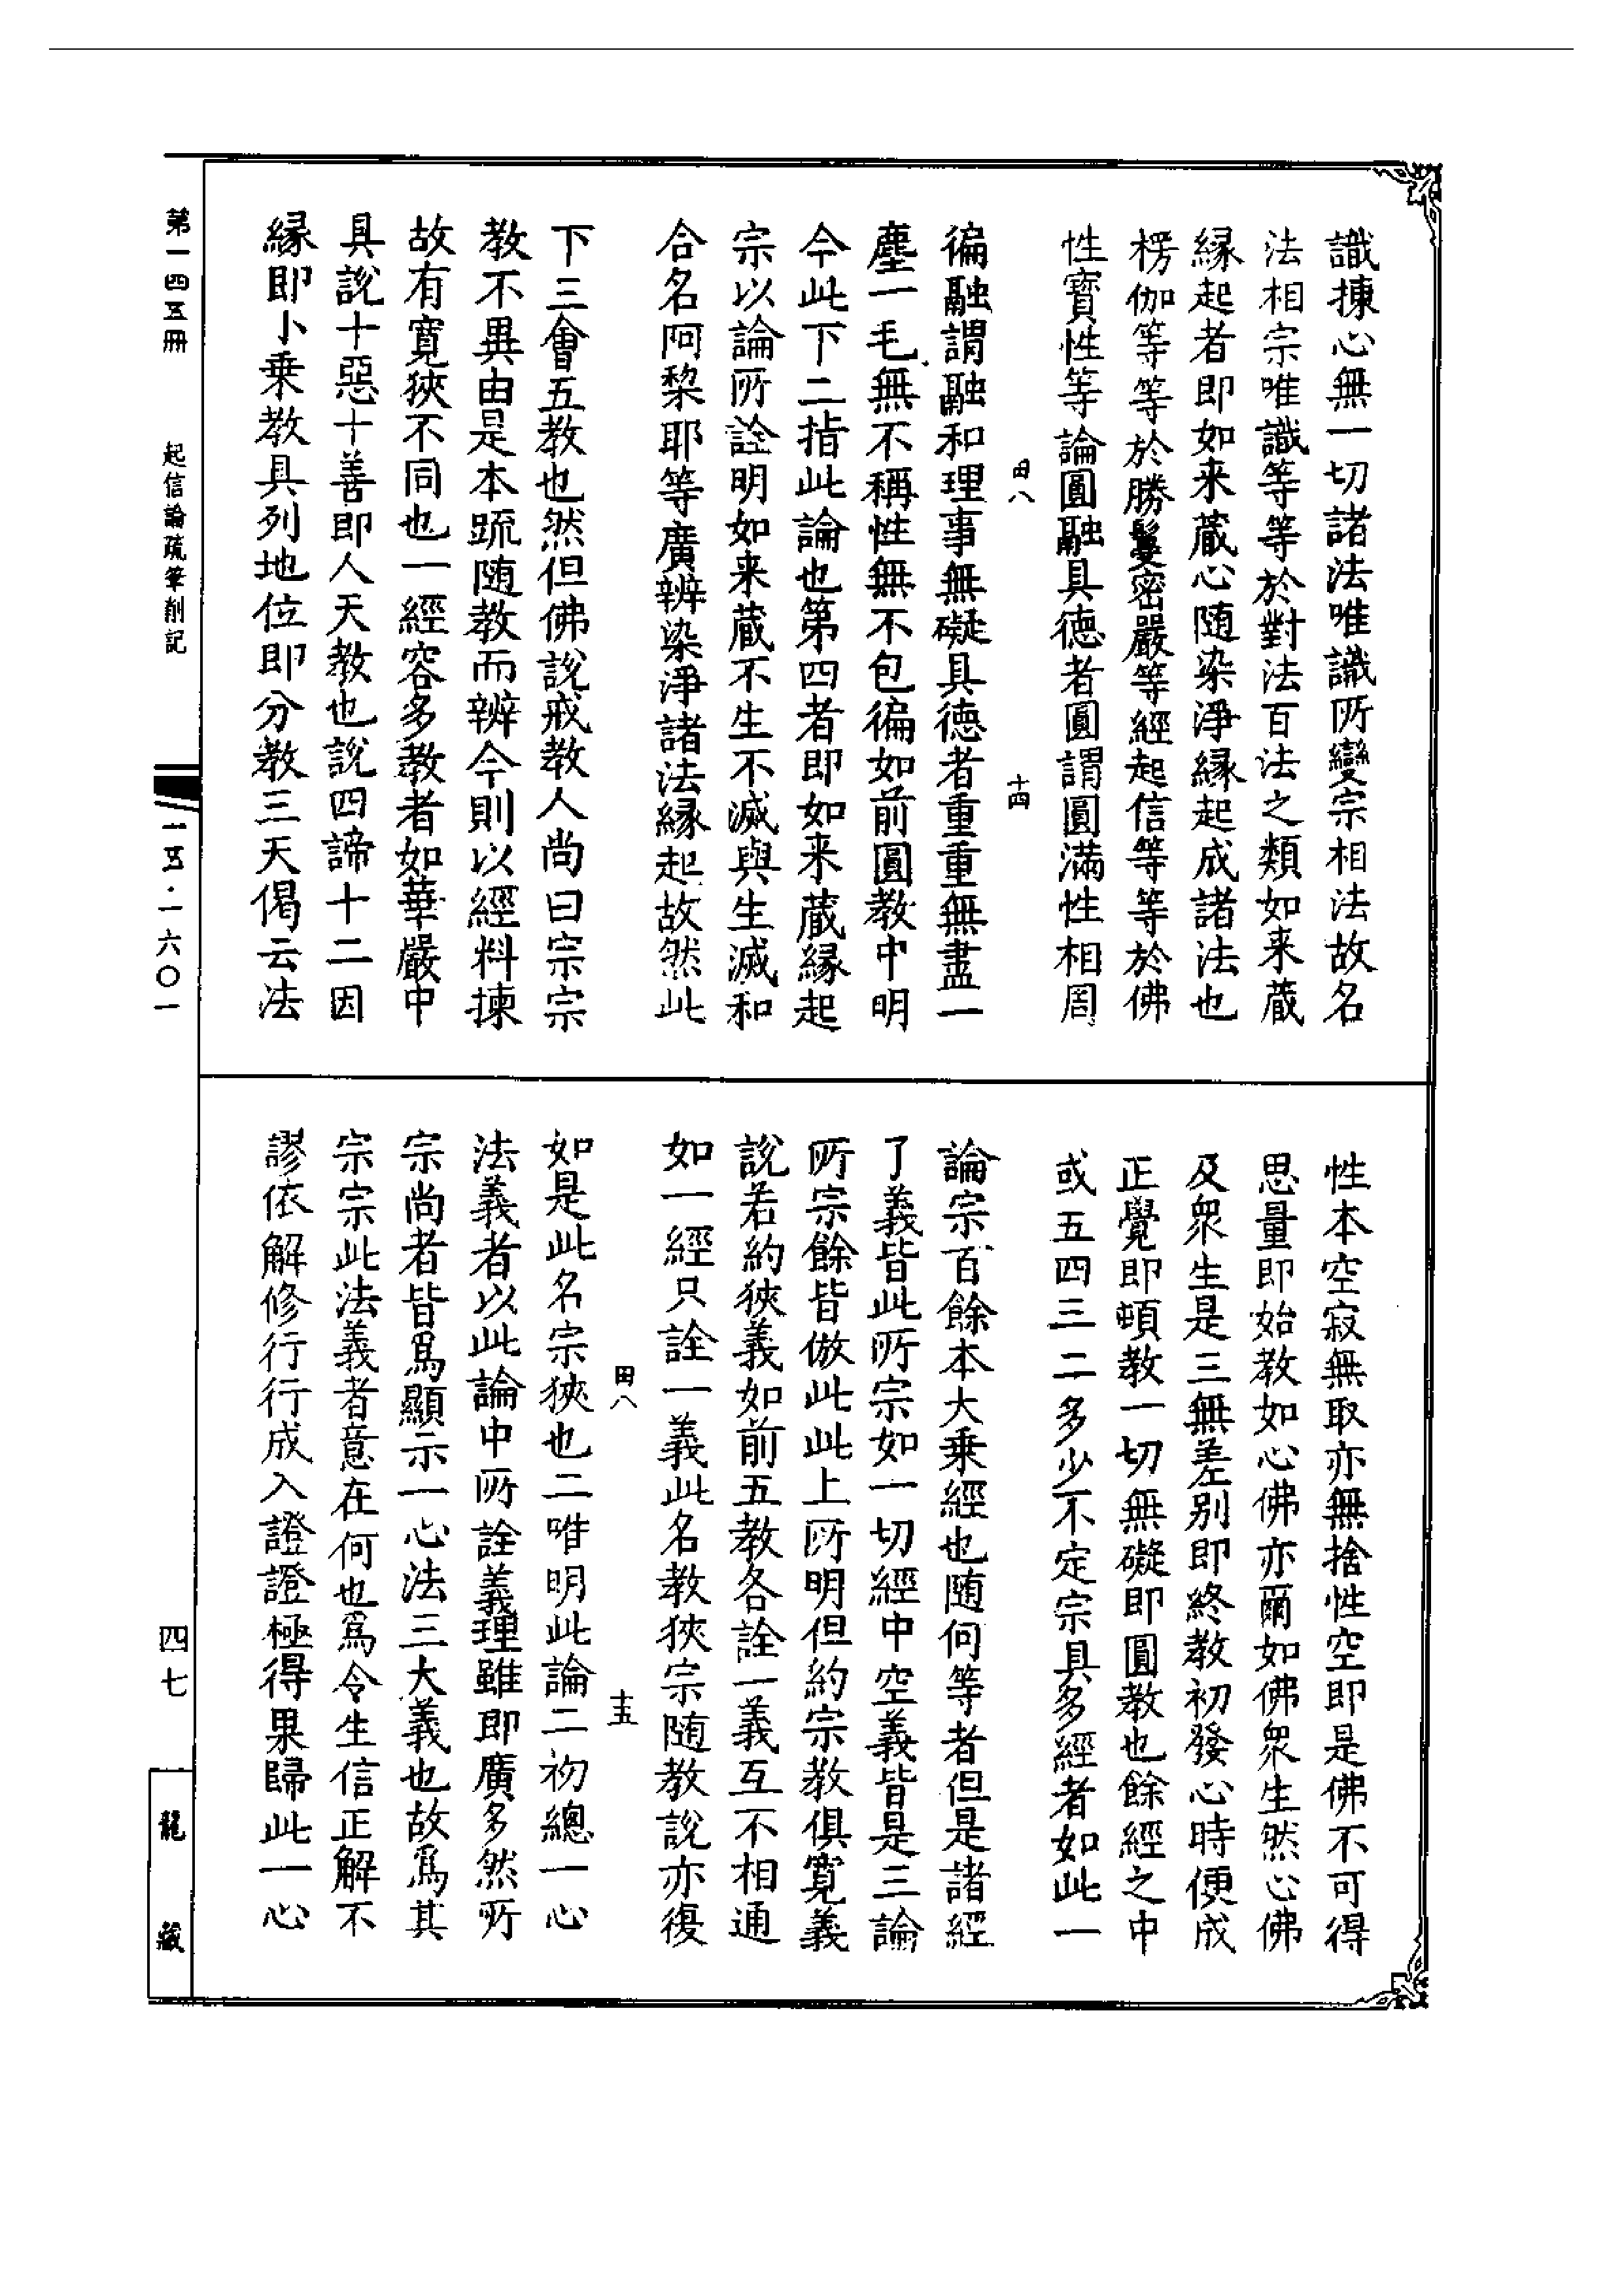 識揀心無一切諸法唯識所變宗相法故名
法相宗唯識等等於對法百法之類如来蔵
緣起者即如来蔵心随染淨緣起成諸法也
楞伽等等於勝鬘密嚴等經起信等等於佛
性寶性等論圓融具徳者圓謂圓滿性相周
田八
十四
徧融謂融和理事無礙具徳者重重無盡一
塵一毛無不稱性無不包徧如前圓教中明
今此下二指此論也第四者即如来蔵緣起
宗以論所詮明如来蔵不生不滅與生滅和
合名阿棃耶等廣辨染淨諸法緣起故然此
下三會五教也然但佛說戒教人尚曰宗宗
教不異由是本䟽随教而辨今則以經料揀
故有寬狹不同也一經容多教者如華嚴中
具說十惡十善即人天教也說四諦十二因
緣即小乗教具列地位即分教三天偈云法
性本空寂無取亦無捨性空即是佛不可得
思量即始教如心佛亦爾如佛衆生然心佛
及衆生是三無差别即終教初發心時便成
正覺即頓教一切無礙即圓教也餘經之中
或五四三二多少不定宗具多經者如此一
論宗百餘本大乗經也随何等者但是諸經
了義皆此所宗如一切經中空義皆是三論
所宗餘皆倣此此上所明但約宗教俱寬義
說若約狹義如前五教各詮一義互不相通
如一經只詮一義此名教狹宗随教說亦復
田八
十五
如是此名宗狹也二唯明此論二初總一心
法義者以此論中所詮義理雖即廣多然所
宗尚者皆爲顯示一心法三大義也故爲其
宗宗此法義者意在何也爲令生信正解不
謬依解修行行成入證證極得果歸此一心
第一四五冊
起信論疏筆削記
一五·一六〇一
四七
龍藏